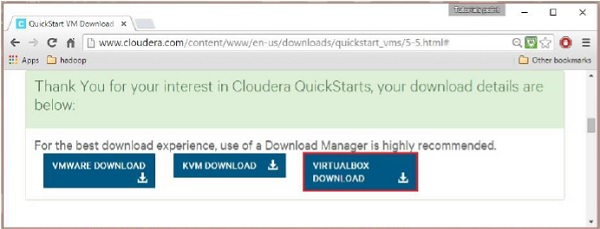 Tutorials point
QuickStart VM Download
www.cloudera.com/content/www/en-us/downloads/quickstart_vms/5-5.html#
Apps hadoop Other bookmarks
Thank You for your interest in Cloudera QuickStarts, your download details are
below:
For the best download experience, use of a Download Manager is highly recommended.
VMWARE DOWNLOAD KVM DOWNLOAD VIRTUALBOX
DOWNLOAD